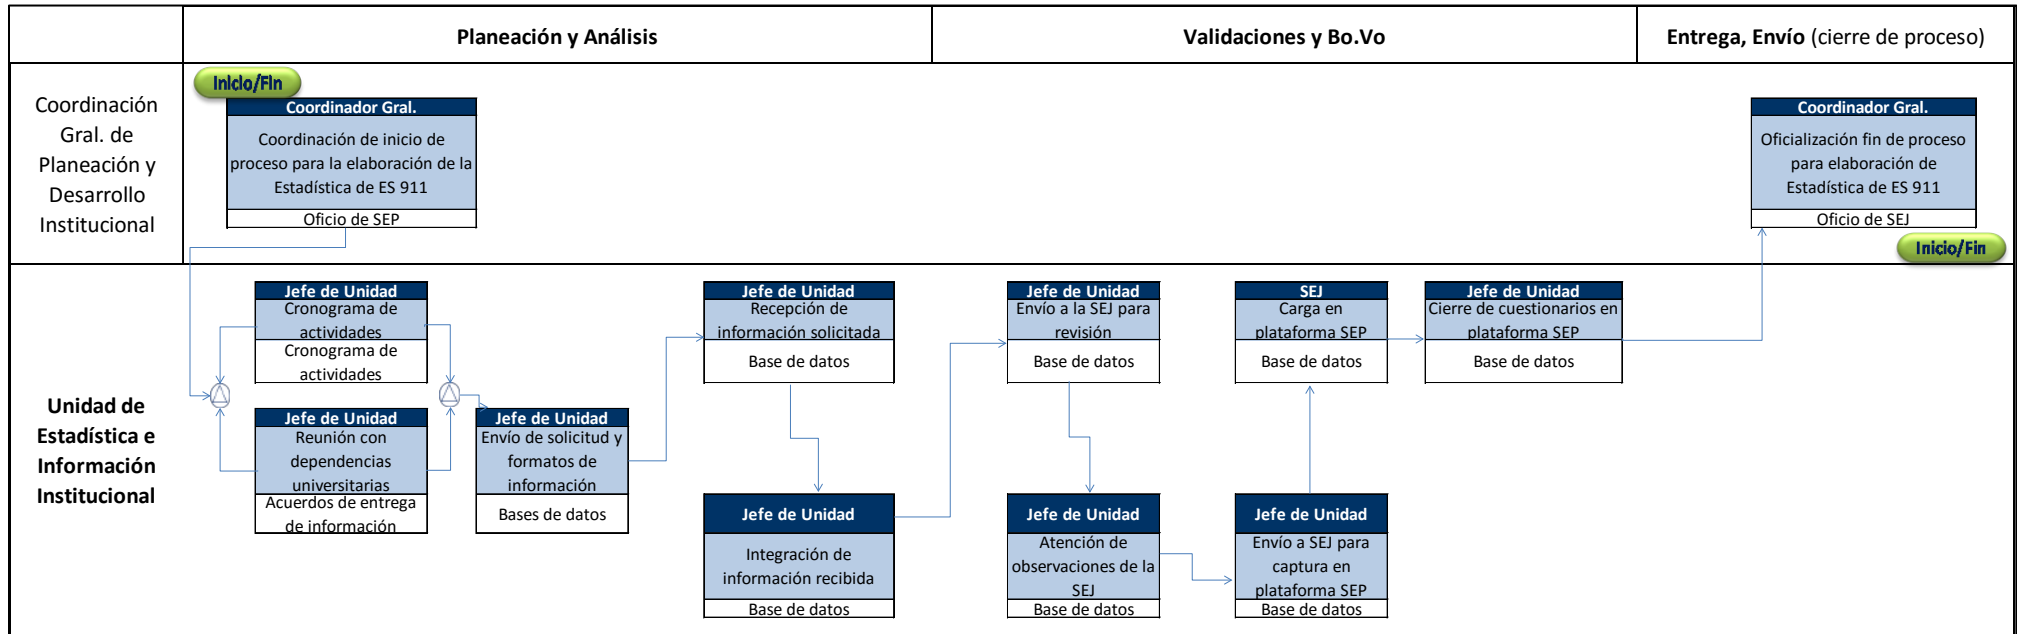 Planeación y Análisis
Validaciones y Bo.Vo
Entrega, Envío (cierre de proceso)
Coordinación
Gral. de
Planeación y
Desarrollo
Institucional
Inicio/Fin
Coordinador Gral.
Coordinación de inicio de
proceso para la elaboración de la
Estadística de ES 911
Oficio de SEP
Coordinador Gral.
Oficialización fin de proceso
para elaboración de
Estadística de ES 911
Oficio de SEJ
Inicio/Fin
Unidad de
Estadística e
Información
Institucional
Jefe de Unidad
Cronograma de
actividades
Cronograma de
actividades
Jefe de Unidad
Reunión con
dependencias
universitarias
Acuerdos de entrega
de información
Jefe de Unidad
Envío de solicitud y
formatos de
información
Bases de datos
Jefe de Unidad
Recepción de
información solicitada
Base de datos
Jefe de Unidad
Integración de
información recibida
Base de datos
Jefe de Unidad
Envío a la SEJ para
revisión
Base de datos
Jefe de Unidad
Atención de
observaciones de la
SEJ
Base de datos
Jefe de Unidad
Envío a SEJ para
captura en
plataforma SEP
Base de datos
SEJ
Carga en
plataforma SEP
Base de datos
Jefe de Unidad
Cierre de cuestionarios en
plataforma SEP
Base de datos